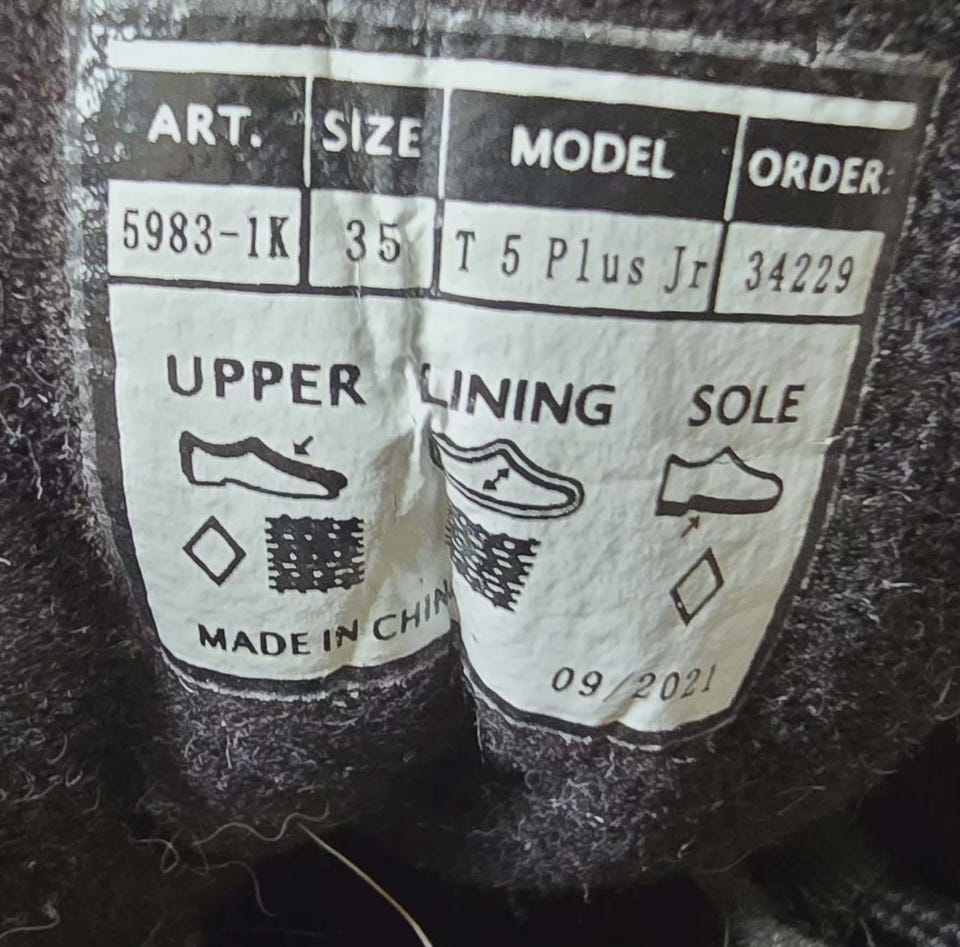 ART. SIZE MODEL ORDER:
5983-1K 35 T 5 Plus Jr 34229
UPPER LINING SOLE
MADE IN CHIN
09/2021